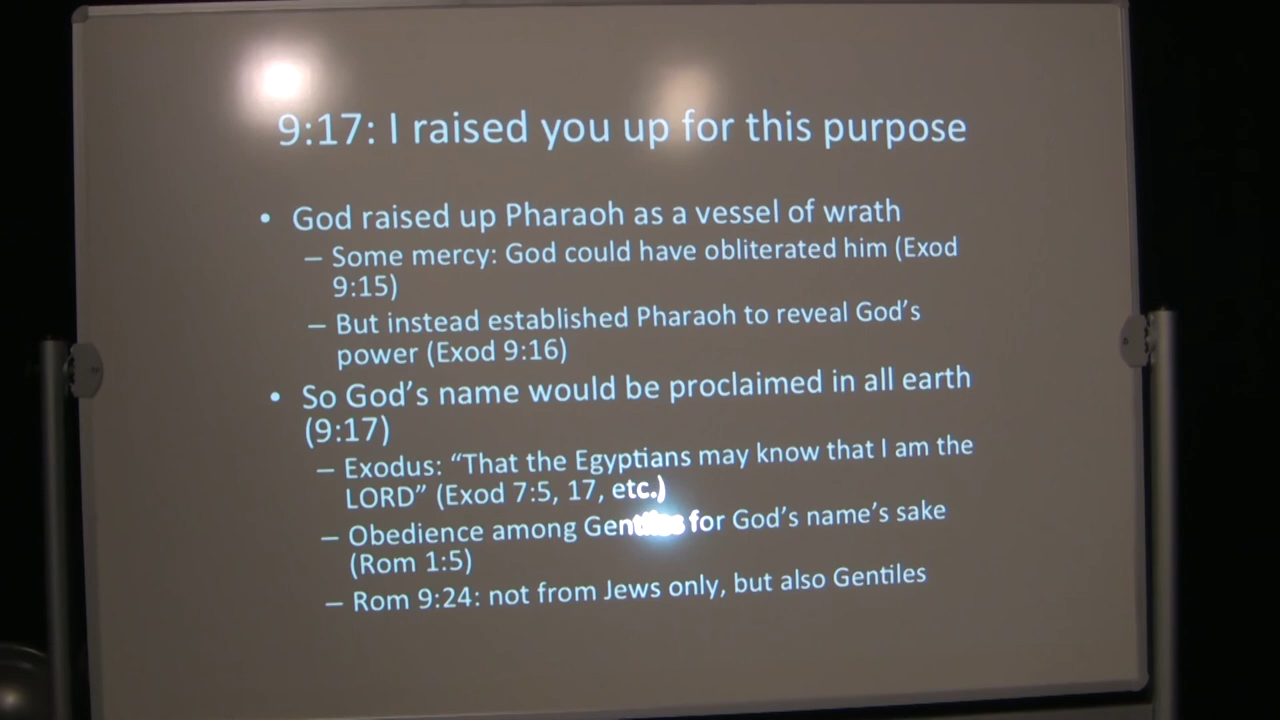 9:17: I raised you up for this purpose
• God raised up Pharaoh as a vessel of wrath
– Some mercy: God could have obliterated him (Exod
9:15)
– But instead established Pharaoh to reveal God's
power (Exod 9:16)
• So God's name would be proclaimed in all earth
(9:17)
– Exodus: “That the Egyptians may know that I am the
LORD” (Exod 7:5, 17, etc.)
– Obedience among Gentiles for God's name's sake
(Rom 1:5)
– Rom 9:24: not from Jews only, but also Gentiles